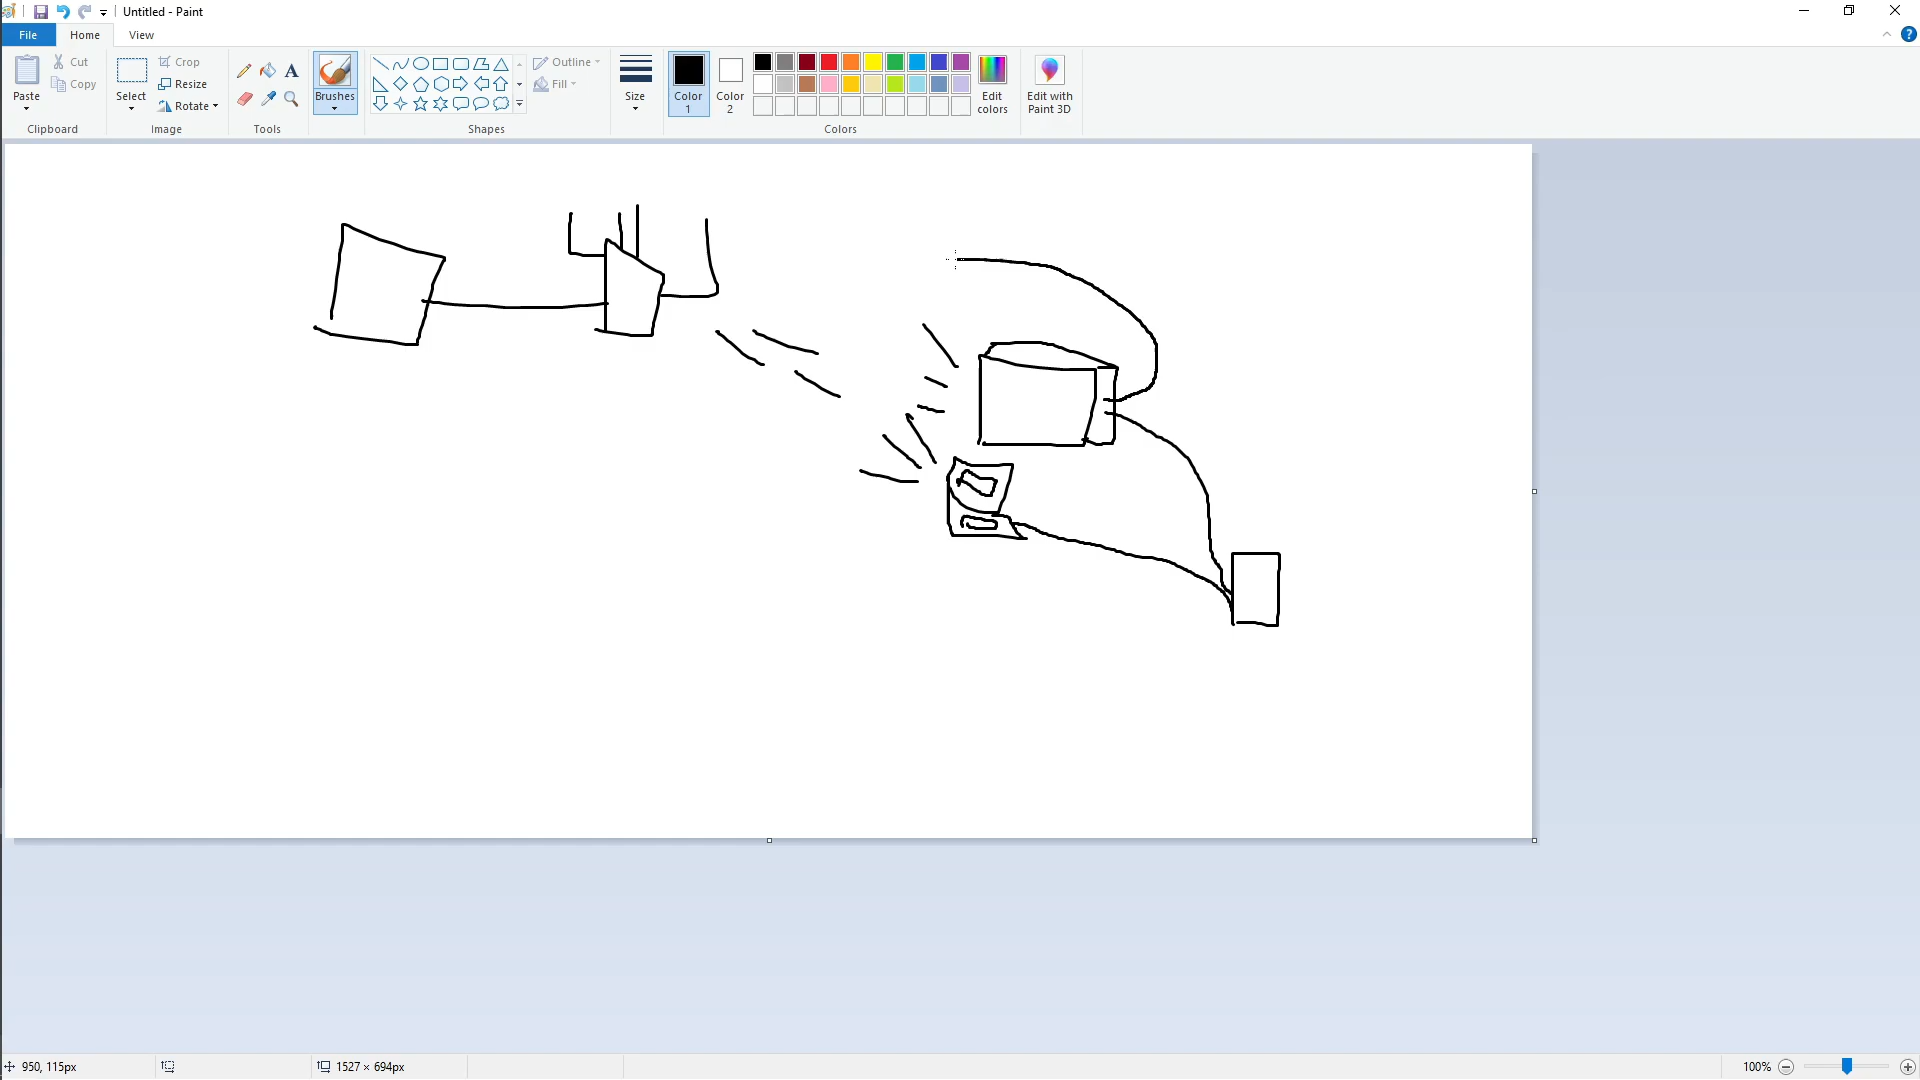 Untitled - Paint
File
Home
View
Paste
Cut
Copy
Clipboard
Select
Crop
Resize
Rotate
Image
A
Tools
Brushes
Shapes
Outline
Fill
Size
Color 1
Color 2
Colors
Edit colors
Edit with Paint 3D
?
950, 115px
1527 × 694px
100%